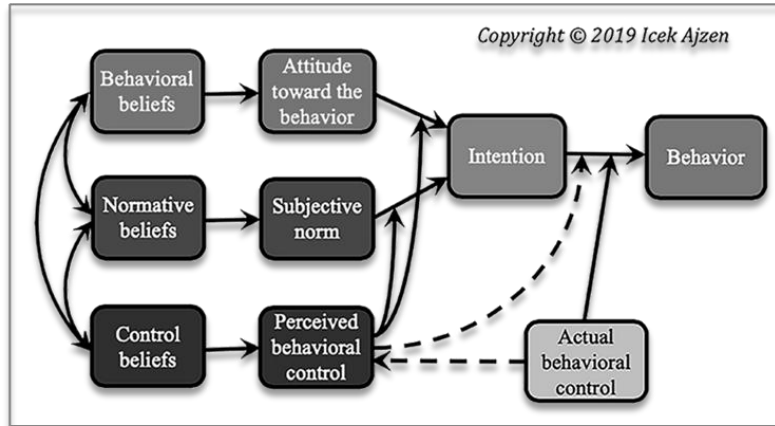 Copyright © 2019 Icek Ajzen
Behavioral
beliefs
Attitude
toward the
behavior
Intention
Behavior
Normative
beliefs
Subjective
norm
Control
beliefs
Perceived
behavioral
control
Actual
behavioral
control